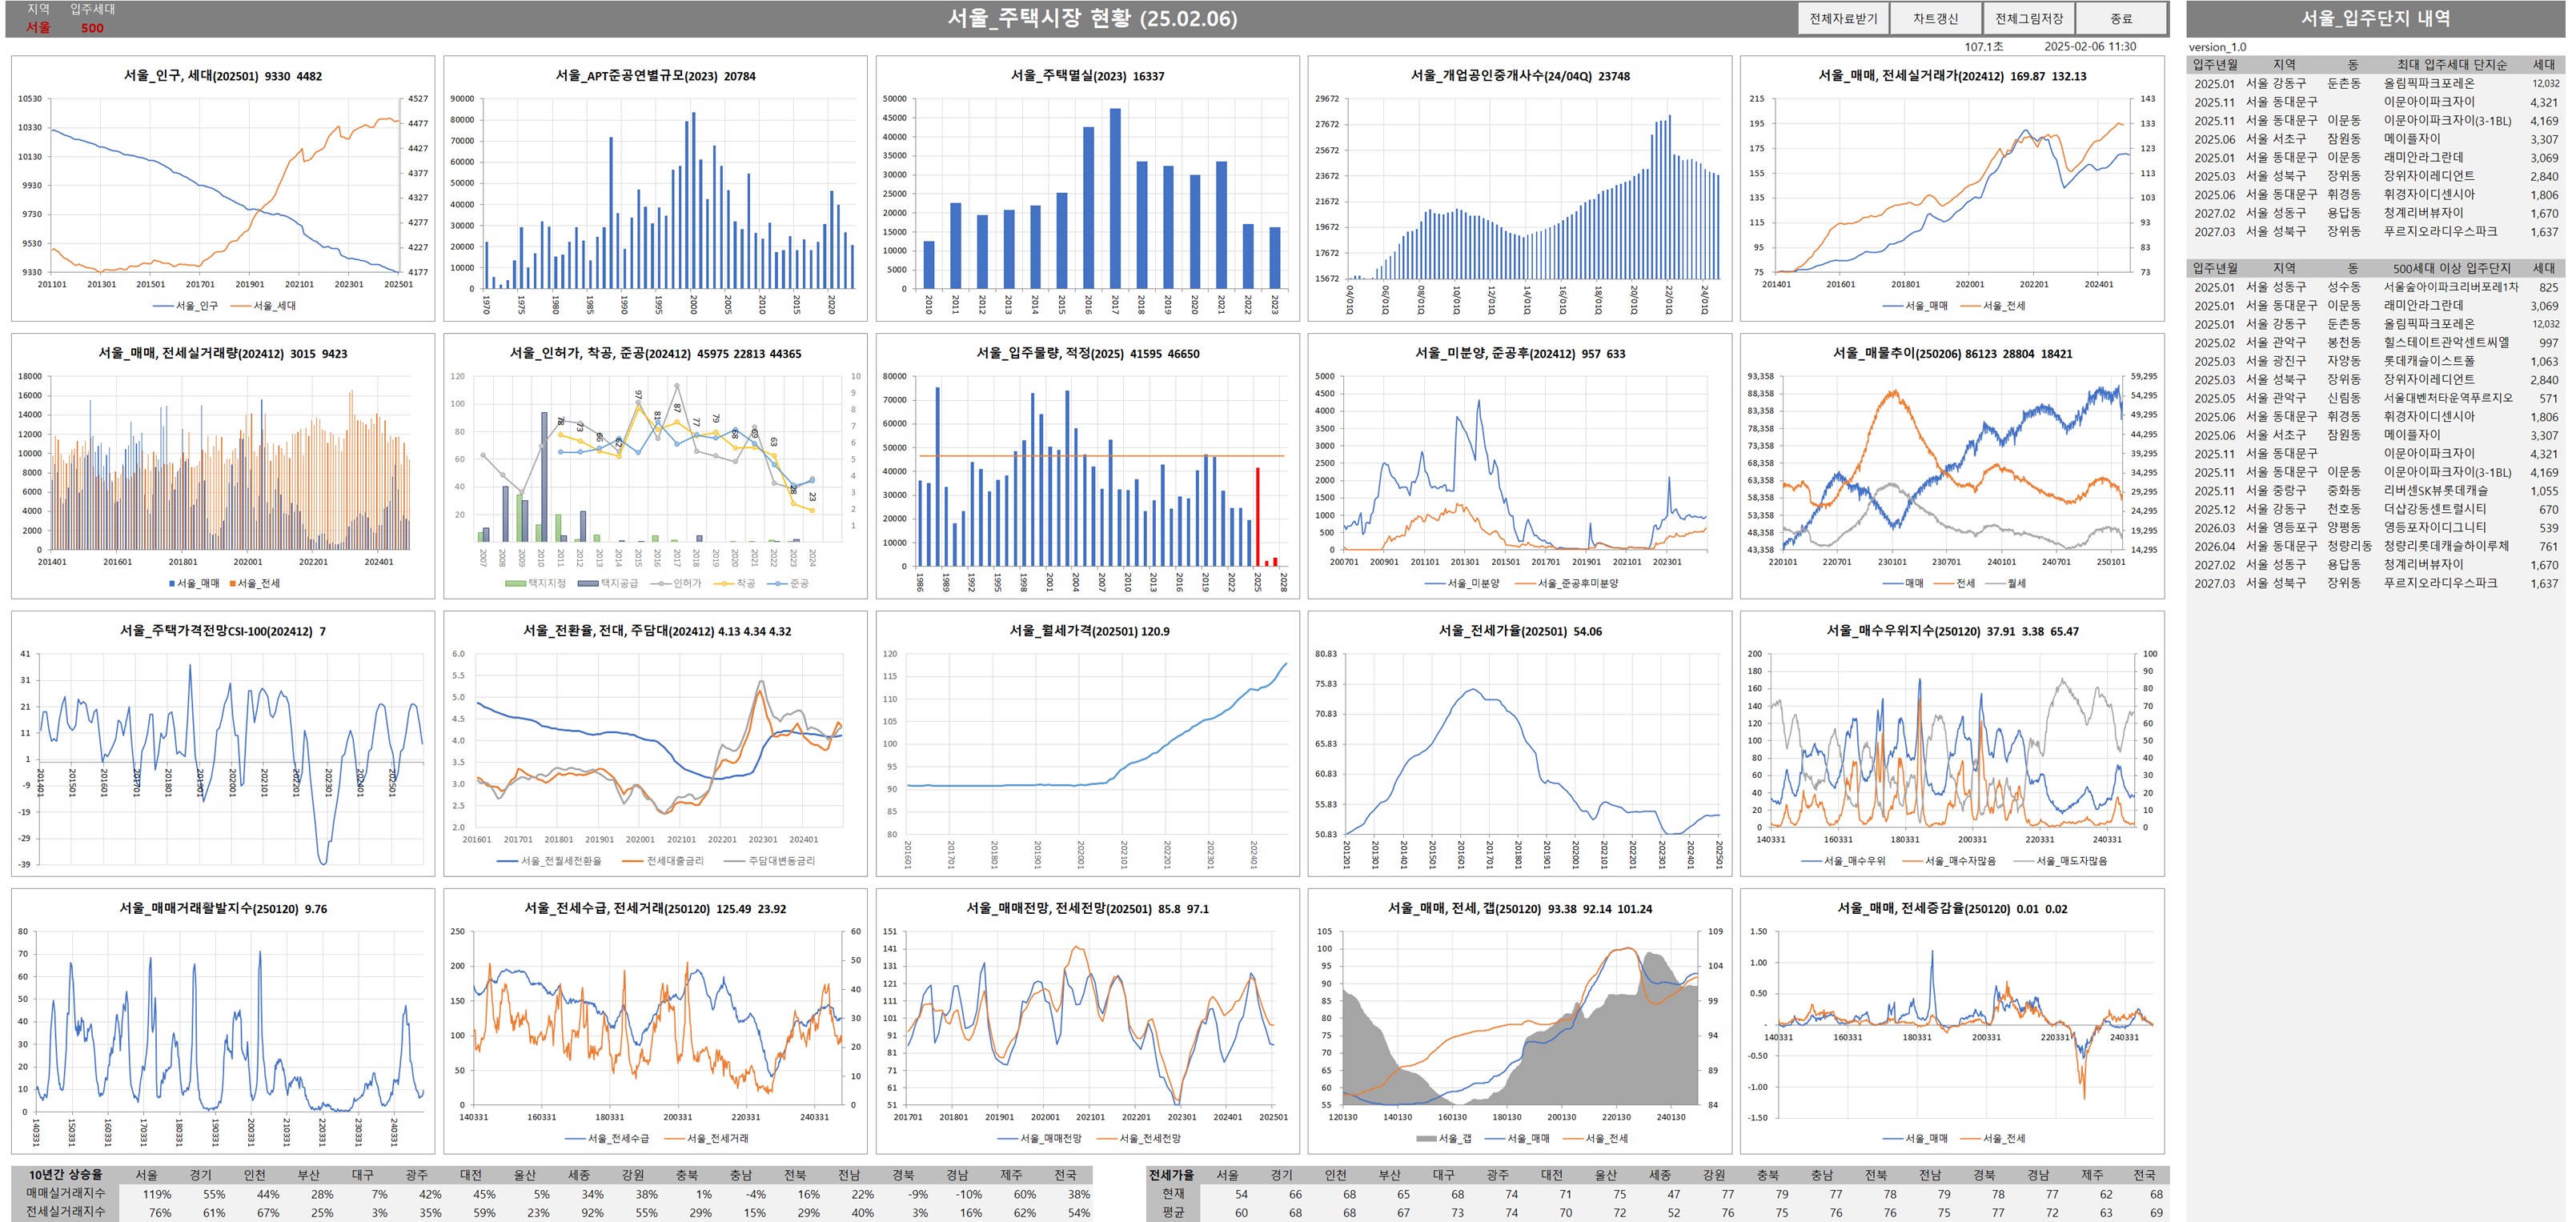 지역 입주세대
서울 500
서울_주택시장 현황 (25.02.06)
전체자료받기 차트갱신 전체그림저장 종료
107.1초 2025-02-06 11:30
서울_인구, 세대(202501) 9330 4482
서울_인구 서울_세대
서울_APT준공연별규모(2023) 20784
서울_주택멸실(2023) 16337
서울_개업공인중개사수(24/04Q) 23748
서울_매매, 전세실거래가(202412) 169.87 132.13
서울_매매 서울_전세
서울_매매, 전세실거래량(202412) 3015 9423
서울_매매 서울_전세
서울_인허가, 착공, 준공(202412) 45975 22813 44365
택지지정 택지공급 인허가 착공 준공
서울_입주물량, 적정(2025) 41595 46650
서울_미분양, 준공후(202412) 957 633
서울_미분양 서울_준공후미분양
서울_매물추이(250206) 86123 28804 18421
매매 전세 월세
서울_주택가격전망CSI-100(202412) 7
서울_전환율, 전대, 주담대(202412) 4.13 4.34 4.32
서울_전월세전환율 전세대출금리 주담대변동금리
서울_월세가격(202501) 120.9
서울_전세가율(202501) 54.06
서울_매수우위지수(250120) 37.91 3.38 65.47
서울_매수우위 서울_매수자많음 서울_매도자많음
서울_매매거래활발지수(250120) 9.76
서울_전세수급, 전세거래(250120) 125.49 23.92
서울_전세수급 서울_전세거래
서울_매매전망, 전세전망(202501) 85.8 97.1
서울_매매전망 서울_전세전망
서울_매매, 전세, 갭(250120) 93.38 92.14 101.24
서울_갭 서울_매매 서울_전세
서울_매매, 전세증감율(250120) 0.01 0.02
서울_매매 서울_전세
10년간 상승율 서울 경기 인천 부산 대구 광주 대전 울산 세종 강원 충북 충남 전북 전남 경북 경남 제주 전국
매매실거래지수 119% 55% 44% 28% 7% 42% 45% 5% 34% 38% 1% -4% 16% 22% -9% -10% 60% 38%
전세실거래지수 76% 61% 67% 25% 3% 35% 59% 23% 92% 55% 29% 15% 29% 40% 3% 16% 62% 54%
전세가율 서울 경기 인천 부산 대구 광주 대전 울산 세종 강원 충북 충남 전북 전남 경북 경남 제주 전국
현재 54 66 68 65 68 74 71 75 47 77 79 77 78 79 78 77 62 68
평균 60 68 68 67 73 74 70 72 52 76 75 76 76 75 77 72 63 69
서울_입주단지 내역
version_1.0
입주년월 지역 동 최대 입주세대 단지순 세대
2025.01 서울 강동구 둔촌동 올림픽파크포레온 12,032
2025.11 서울 동대문구 이문아이파크자이 4,321
2025.11 서울 동대문구 이문동 이문아이파크자이(3-1BL) 4,169
2025.06 서울 서초구 잠원동 메이플자이 3,307
2025.01 서울 동대문구 이문동 래미안라그란데 3,069
2025.03 서울 성북구 장위동 장위자이레디언트 2,840
2025.06 서울 동대문구 휘경동 휘경자이디센시아 1,806
2027.02 서울 성동구 용답동 청계리버뷰자이 1,670
2027.03 서울 성북구 장위동 푸르지오라디우스파크 1,637
입주년월 지역 동 500세대 이상 입주단지 세대
2025.01 서울 성동구 성수동 서울숲아이파크리버포레1차 825
2025.01 서울 동대문구 이문동 래미안라그란데 3,069
2025.01 서울 강동구 둔촌동 올림픽파크포레온 12,032
2025.02 서울 관악구 봉천동 힐스테이트관악센트씨엘 997
2025.03 서울 광진구 자양동 롯데캐슬이스트폴 1,063
2025.03 서울 성북구 장위동 장위자이레디언트 2,840
2025.05 서울 관악구 신림동 서울대벤처타운역푸르지오 571
2025.06 서울 동대문구 휘경동 휘경자이디센시아 1,806
2025.06 서울 서초구 잠원동 메이플자이 3,307
2025.11 서울 동대문구 이문아이파크자이 4,321
2025.11 서울 동대문구 이문동 이문아이파크자이(3-1BL) 4,169
2025.11 서울 중랑구 중화동 리버센SK뷰롯데캐슬 1,055
2025.12 서울 강동구 천호동 더샵강동센트럴시티 670
2026.03 서울 영등포구 양평동 영등포자이디그니티 539
2026.04 서울 동대문구 청량리동 청량리롯데캐슬하이루체 761
2027.02 서울 성동구 용답동 청계리버뷰자이 1,670
2027.03 서울 성북구 장위동 푸르지오라디우스파크 1,637